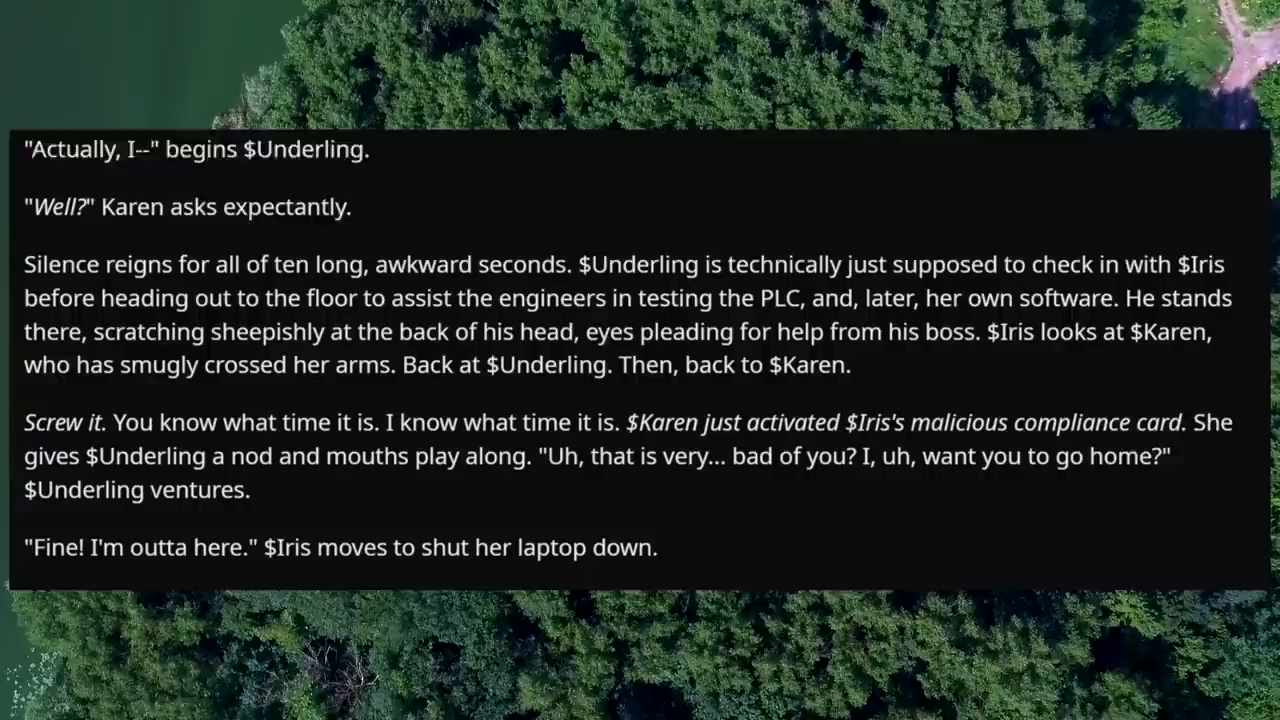 "Actually, I--" begins $Underling.
"Well?" Karen asks expectantly.
Silence reigns for all of ten long, awkward seconds. $Underling is technically just supposed to check in with $Iris
before heading out to the floor to assist the engineers in testing the PLC, and, later, her own software. He stands
there, scratching sheepishly at the back of his head, eyes pleading for help from his boss. $Iris looks at $Karen,
who has smugly crossed her arms. Back at $Underling. Then, back to $Karen.
Screw it. You know what time it is. I know what time it is. $Karen just activated $Iris's malicious compliance card. She
gives $Underling a nod and mouths play along. "Uh, that is very... bad of you? I, uh, want you to go home?"
$Underling ventures.
"Fine! I'm outta here." $Iris moves to shut her laptop down.